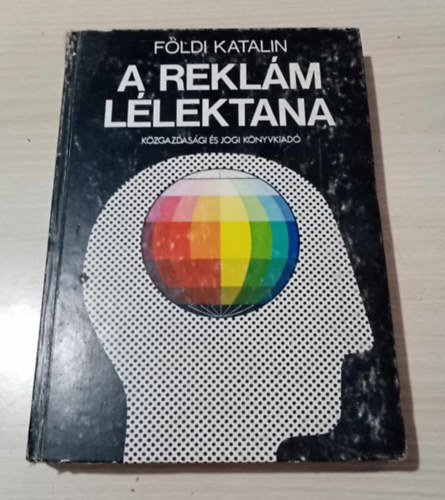 FÖLDI KATALIN
A REKLÁM
LÉLEKTANA
KÖZGAZDASÁGI ÉS JOGI KÖNYVKIADÓ